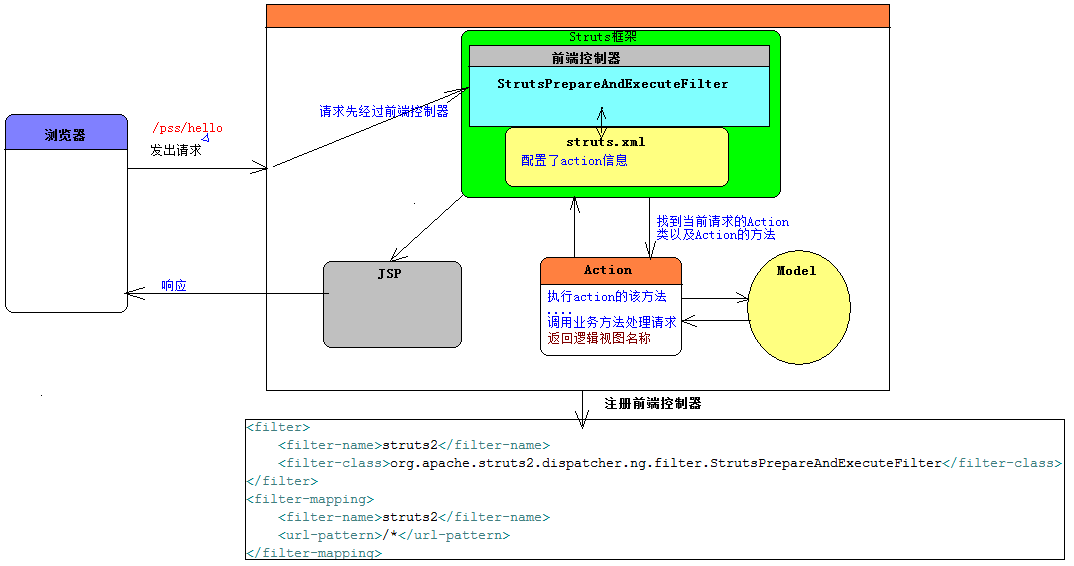 Struts框架
前端控制器
StrutsPrepareAndExecuteFilter
请求先经过前端控制器
浏览器
/pss/hello
发出请求
struts.xml
配置了action信息
找到当前请求的Action
类以及Action的方法
JSP
Action
Model
响应
执行action的该方法
....
调用业务方法处理请求
返回逻辑视图名称
注册前端控制器
<filter>
<filter-name>struts2</filter-name>
<filter-class>org.apache.struts2.dispatcher.ng.filter.StrutsPrepareAndExecuteFilter</filter-class>
</filter>
<filter-mapping>
<filter-name>struts2</filter-name>
<url-pattern>/*</url-pattern>
</filter-mapping>